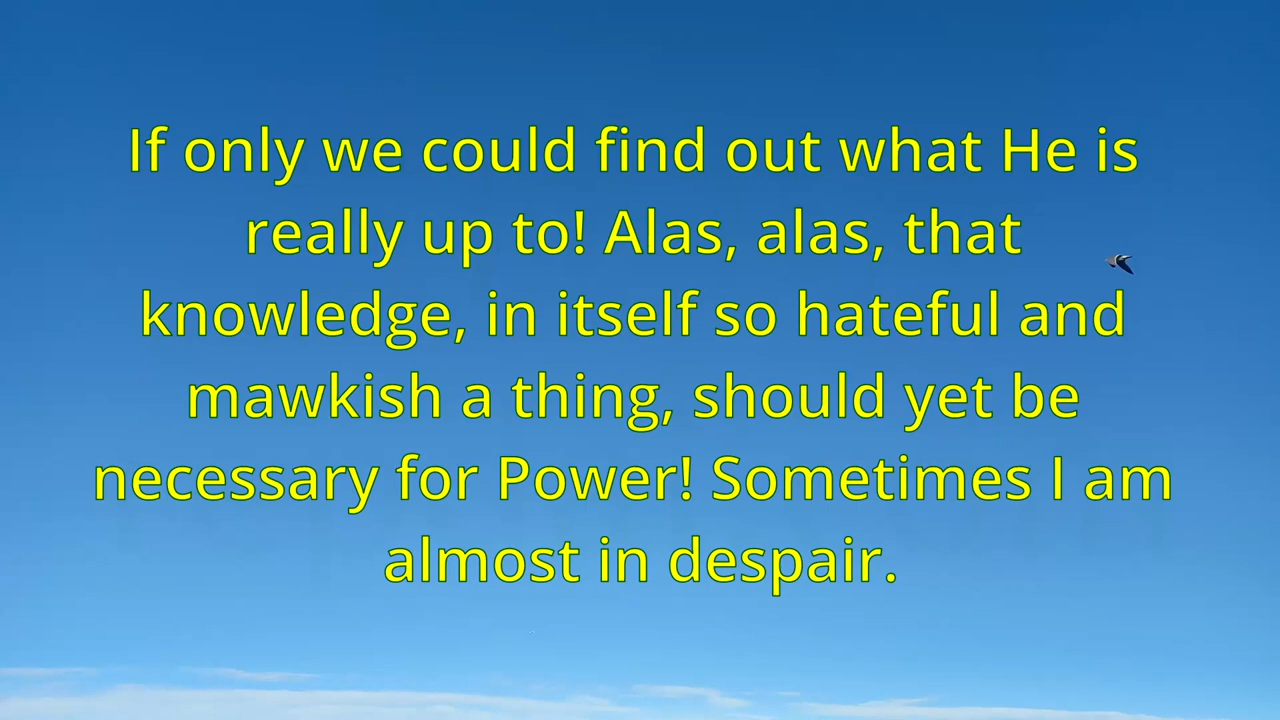 If only we could find out what He is
really up to! Alas, alas, that
knowledge, in itself so hateful and
mawkish a thing, should yet be
necessary for Power! Sometimes I am
almost in despair.